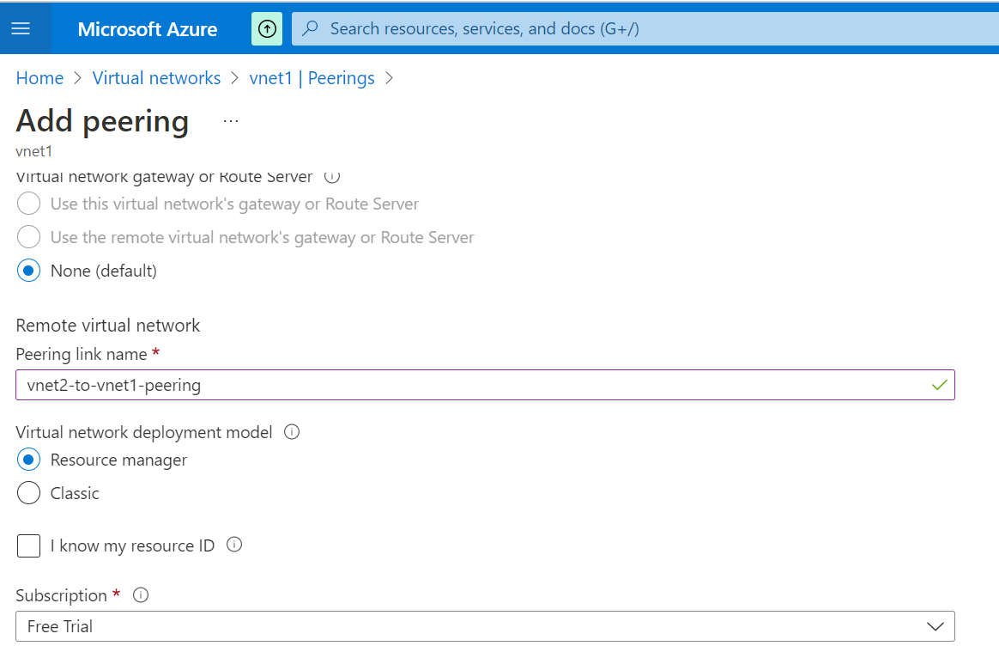 Microsoft Azure
Search resources, services, and docs (G+/)
Home > Virtual networks > vnet1 | Peerings >
Add peering ...
vnet1
Virtual network gateway or Route Server
Use this virtual network's gateway or Route Server
Use the remote virtual network's gateway or Route Server
None (default)
Remote virtual network
Peering link name *
vnet2-to-vnet1-peering
Virtual network deployment model
Resource manager
Classic
I know my resource ID
Subscription *
Free Trial